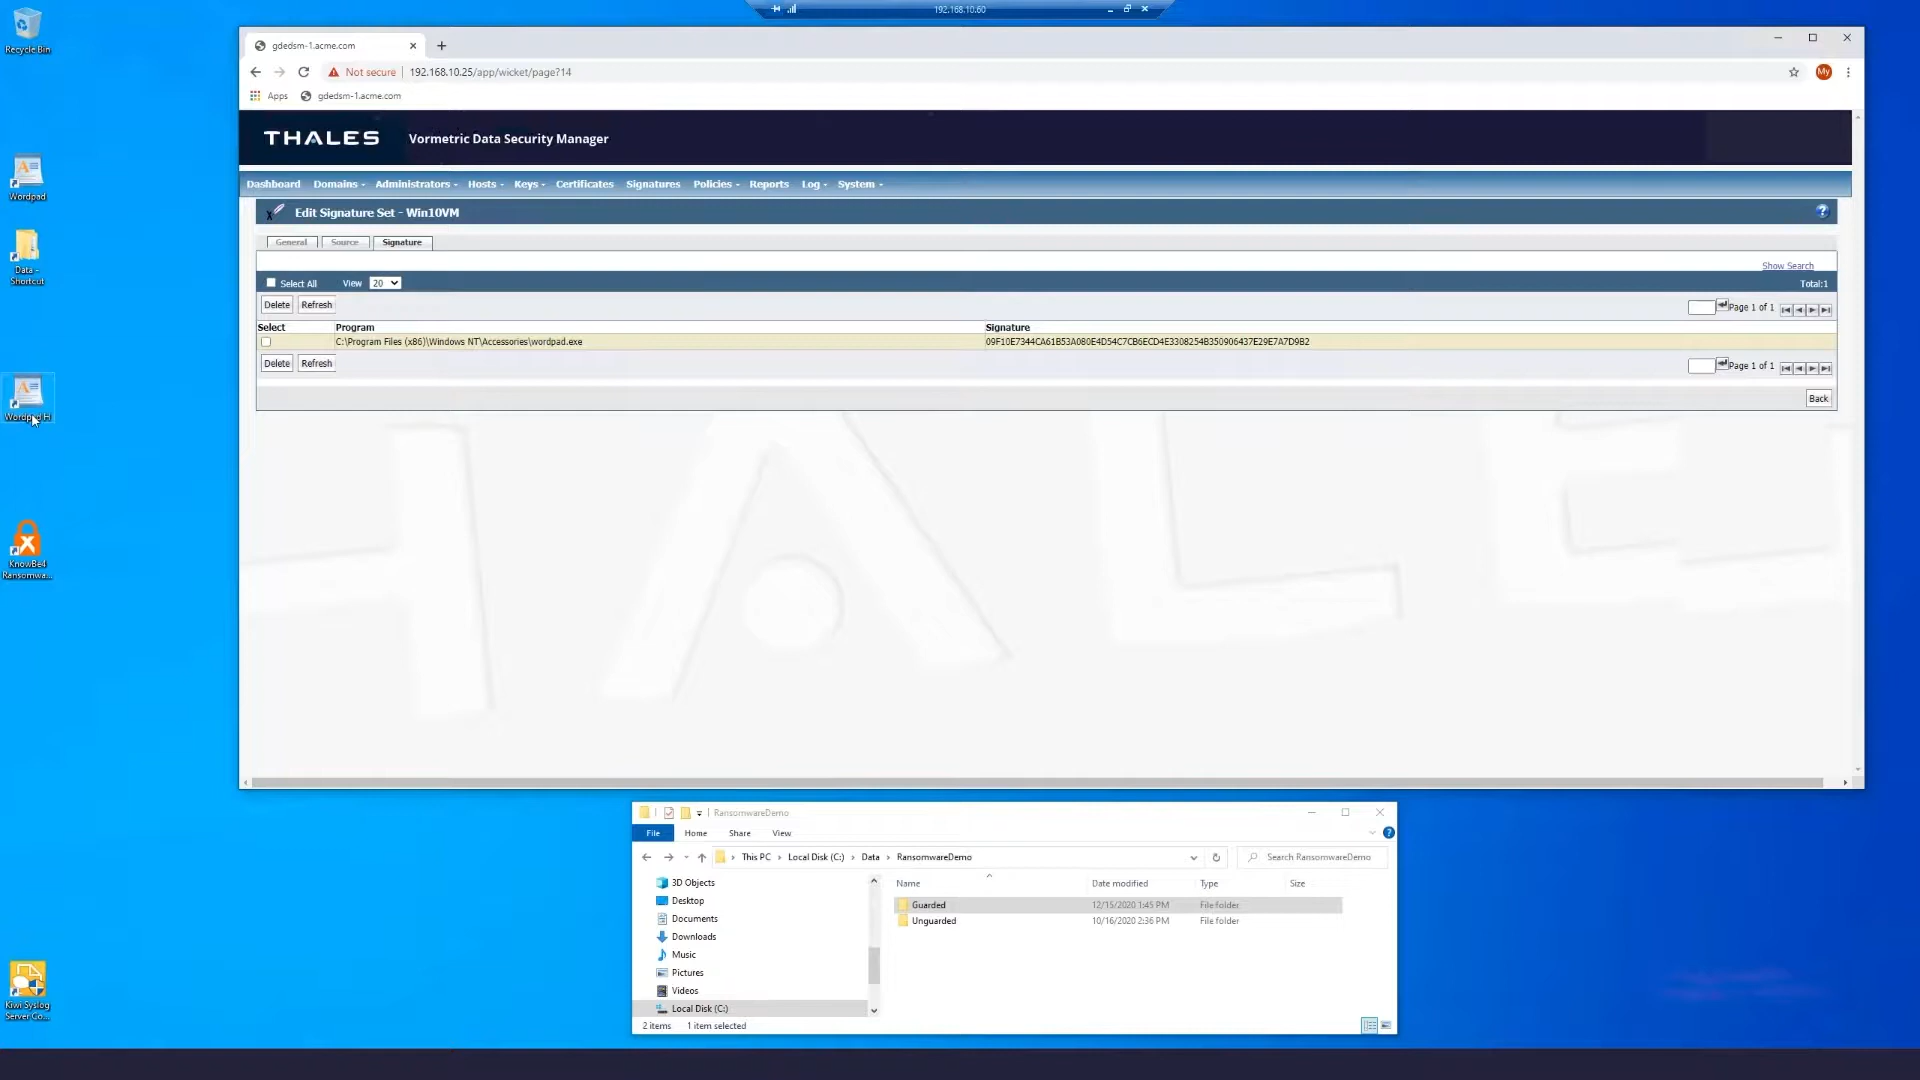 192.168.10.60
Recycle Bin
Wordpad
Data -
Shortcut
KnowBe4
Ransomwa...
Kiwi Syslog
Server Co...
gdedsm-1.acme.com
Not secure
192.168.10.25/app/wicket/page?14
My
Apps
gdedsm-1.acme.com
THALES
Vormetric Data Security Manager
Dashboard Domains Administrators Hosts Keys Certificates Signatures Policies Reports Log System
Edit Signature Set - Win10VM
?
General Source Signature
Show Search
Select All View 20 Total:1
Delete Refresh Page 1 of 1
Select Program Signature
C:\Program Files (x86)\Windows NT\Accessories\wordpad.exe 09F10E7344CA61B53A080E4D54C7CB6ECD4E3308254B350906437E29E7A7D9B2
Delete Refresh Page 1 of 1
Back
RansomwareDemo
File Home Share View
This PC > Local Disk (C:) > Data > RansomwareDemo
Search RansomwareDemo
3D Objects
Desktop
Documents
Downloads
Music
Pictures
Videos
Local Disk (C:)
Name Date modified Type Size
Guarded 12/15/2020 1:45 PM File folder
Unguarded 10/16/2020 2:36 PM File folder
2 items 1 item selected